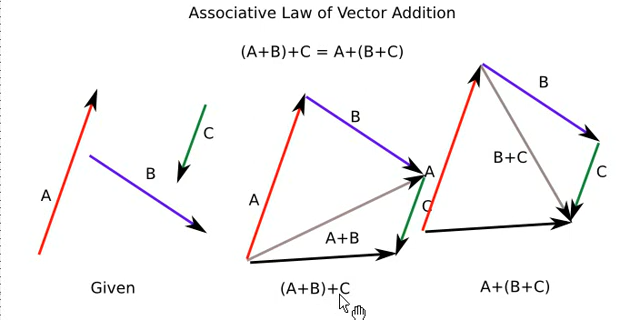 Associative Law of Vector Addition
(A+B)+C = A+(B+C)
A
B
C
A
B
A+B
C
A
B
B+C
C
Given
(A+B)+C
A+(B+C)